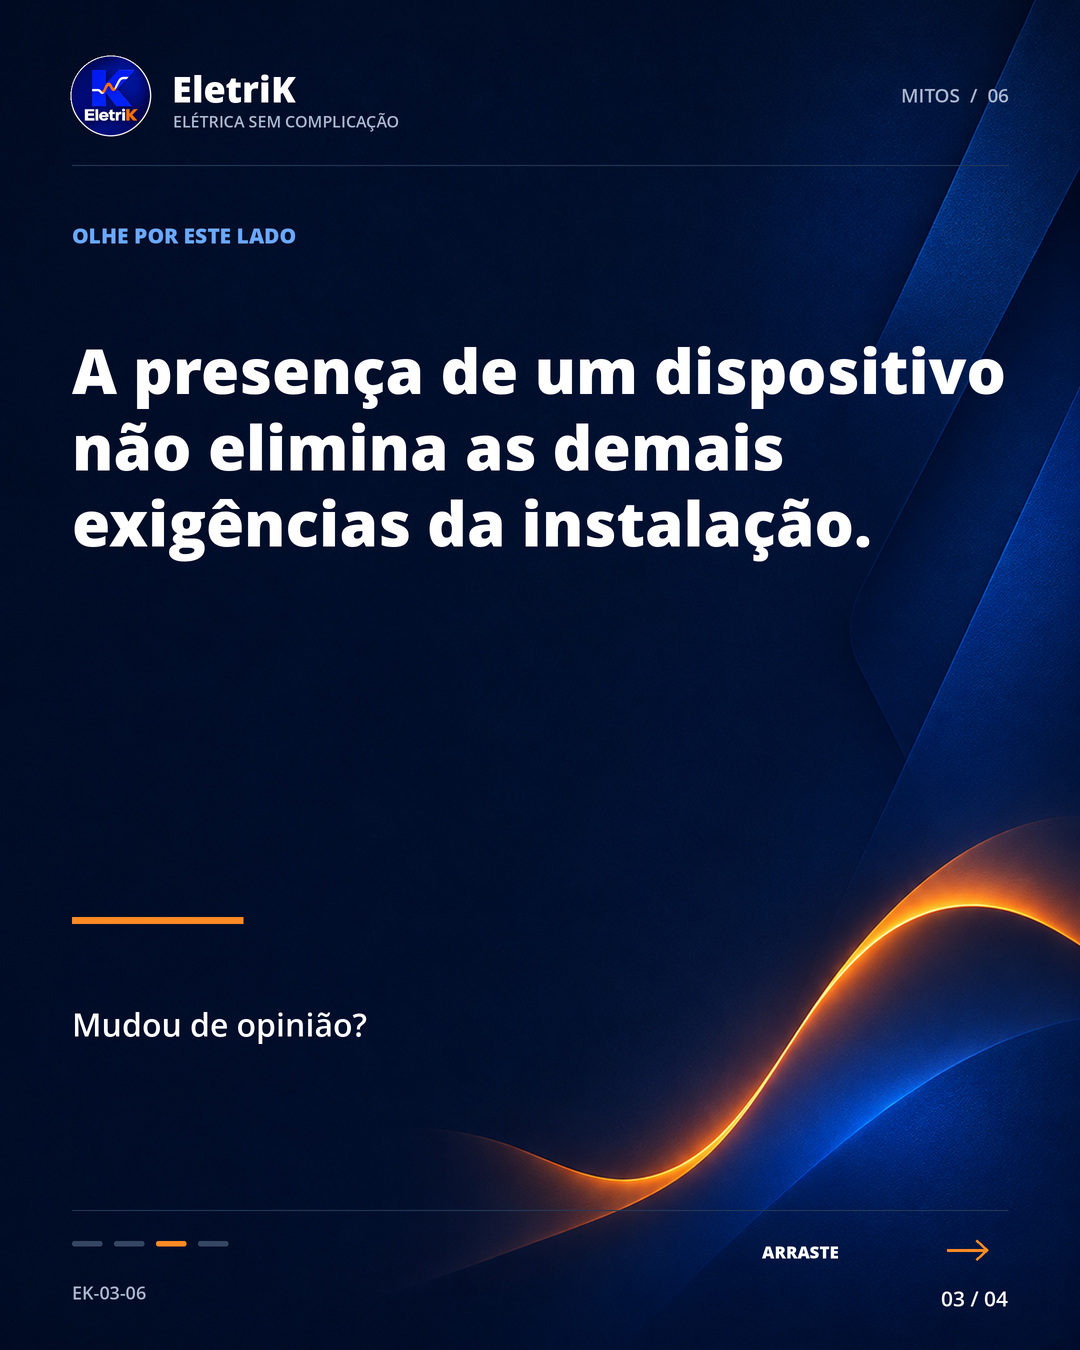 K
EletriK
EletriK
ELÉTRICA SEM COMPLICAÇÃO
MITOS / 06
OLHE POR ESTE LADO
A presença de um dispositivo
não elimina as demais
exigências da instalação.
Mudou de opinião?
ARRASTE
EK-03-06
03 / 04